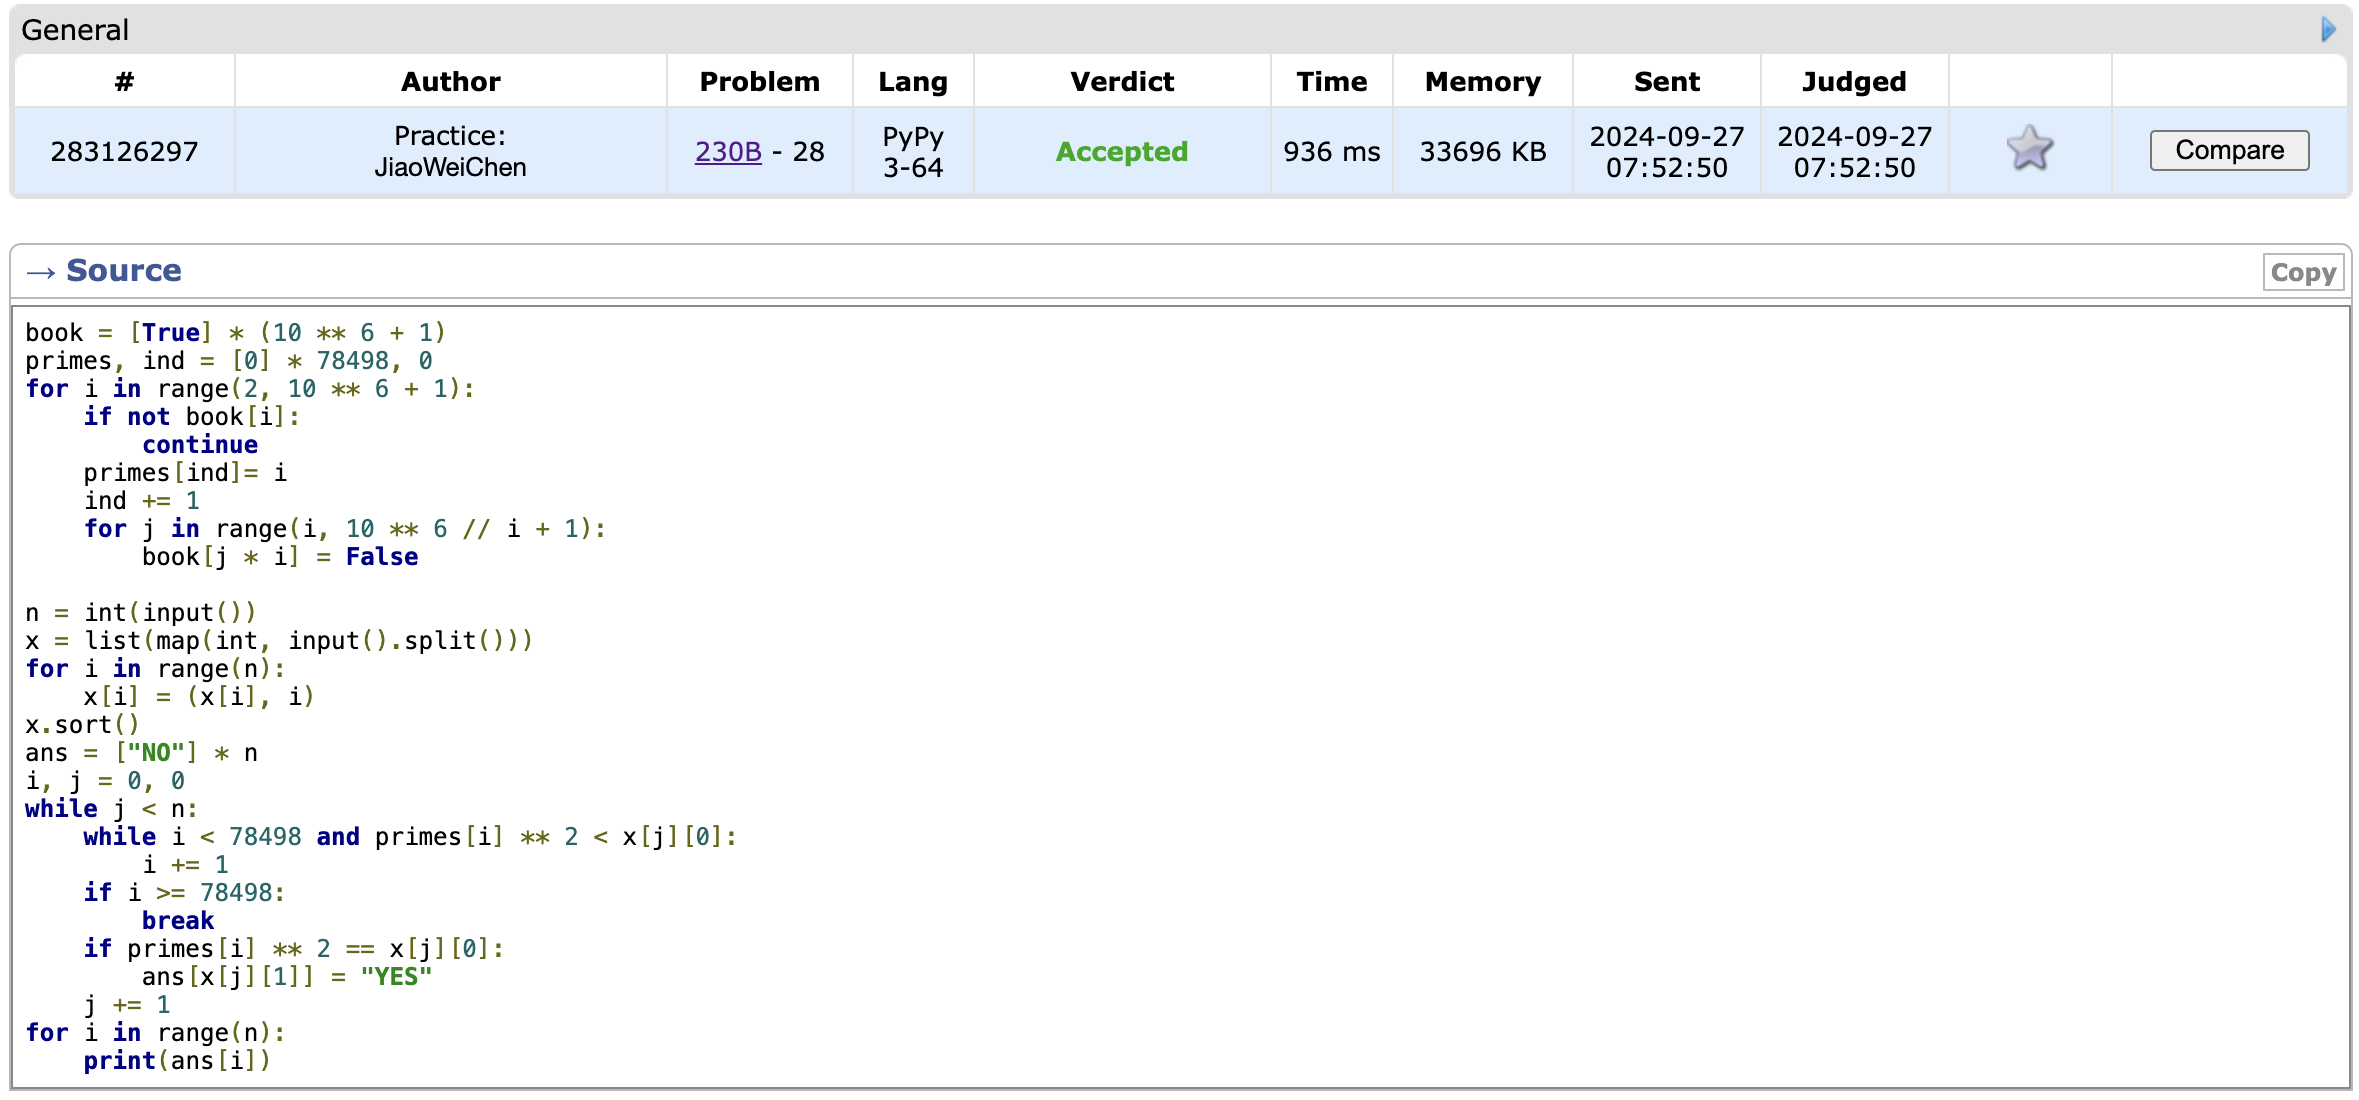 General
# Author Problem Lang Verdict Time Memory Sent Judged
283126297 Practice: JiaoWeiChen 230B - 28 PyPy 3-64 Accepted 936 ms 33696 KB 2024-09-27 07:52:50 2024-09-27 07:52:50 Compare
→ Source Copy
book = [True] * (10 ** 6 + 1)
primes, ind = [0] * 78498, 0
for i in range(2, 10 ** 6 + 1):
    if not book[i]:
        continue
    primes[ind]= i
    ind += 1
    for j in range(i, 10 ** 6 // i + 1):
        book[j * i] = False

n = int(input())
x = list(map(int, input().split()))
for i in range(n):
    x[i] = (x[i], i)
x.sort()
ans = ["NO"] * n
i, j = 0, 0
while j < n:
    while i < 78498 and primes[i] ** 2 < x[j][0]:
        i += 1
    if i >= 78498:
        break
    if primes[i] ** 2 == x[j][0]:
        ans[x[j][1]] = "YES"
    j += 1
for i in range(n):
    print(ans[i])